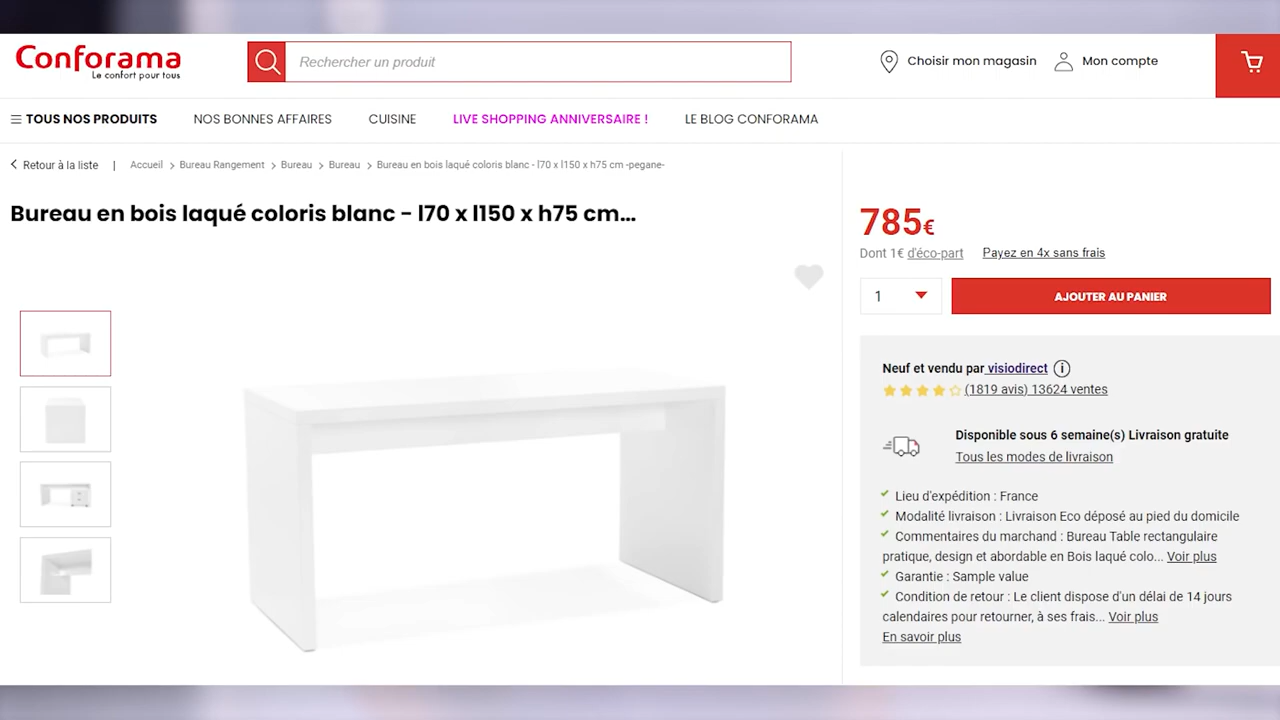 Conforama
Le confort pour tous
Rechercher un produit
Choisir mon magasin
Mon compte
TOUS NOS PRODUITS
NOS BONNES AFFAIRES
CUISINE
LIVE SHOPPING ANNIVERSAIRE !
LE BLOG CONFORAMA
Retour à la liste | Accueil > Bureau Rangement > Bureau > Bureau > Bureau en bois laqué coloris blanc - l70 x l150 x h75 cm -pegane-
Bureau en bois laqué coloris blanc - l70 x l150 x h75 cm...
785€
Dont 1€ d'éco-part Payez en 4x sans frais
1
AJOUTER AU PANIER
Neuf et vendu par visiodirect
(1819 avis) 13624 ventes
Disponible sous 6 semaine(s) Livraison gratuite
Tous les modes de livraison
Lieu d'expédition : France
Modalité livraison : Livraison Eco déposé au pied du domicile
Commentaires du marchand : Bureau Table rectangulaire
pratique, design et abordable en Bois laqué colo... Voir plus
Garantie : Sample value
Condition de retour : Le client dispose d'un délai de 14 jours
calendaires pour retourner, à ses frais... Voir plus
En savoir plus